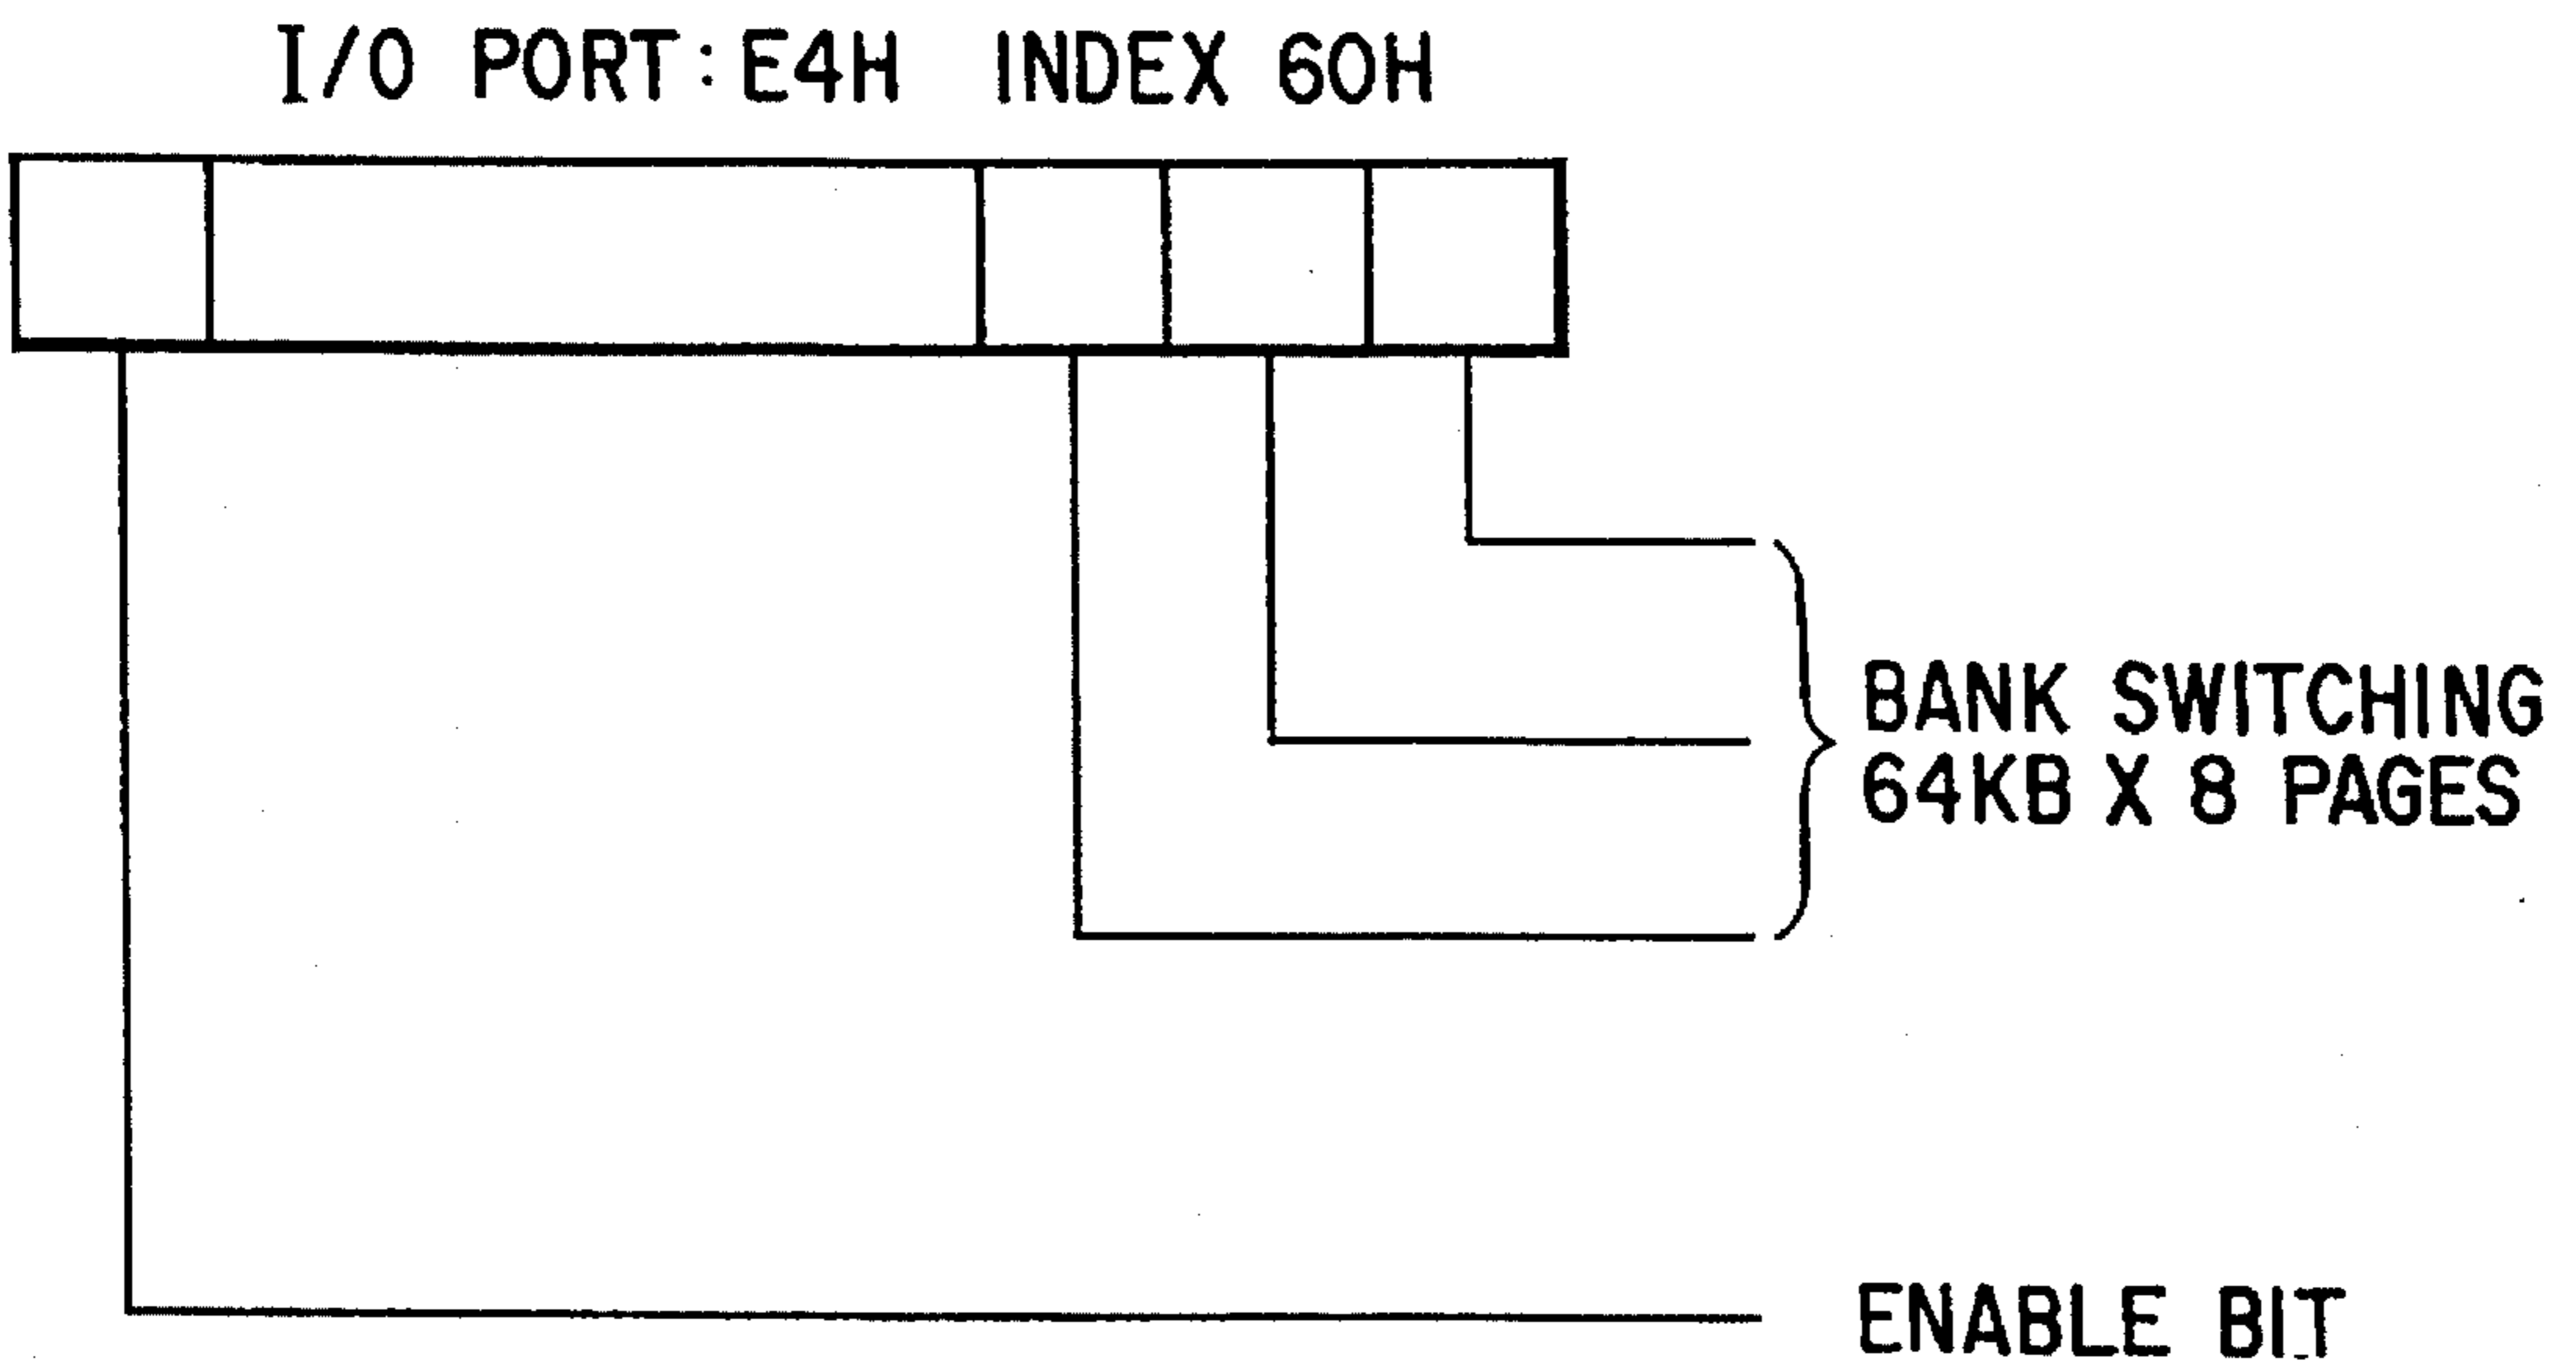 I/O PORT: E4H INDEX 60H
BANK SWITCHING
64KB X 8 PAGES
ENABLE BIT